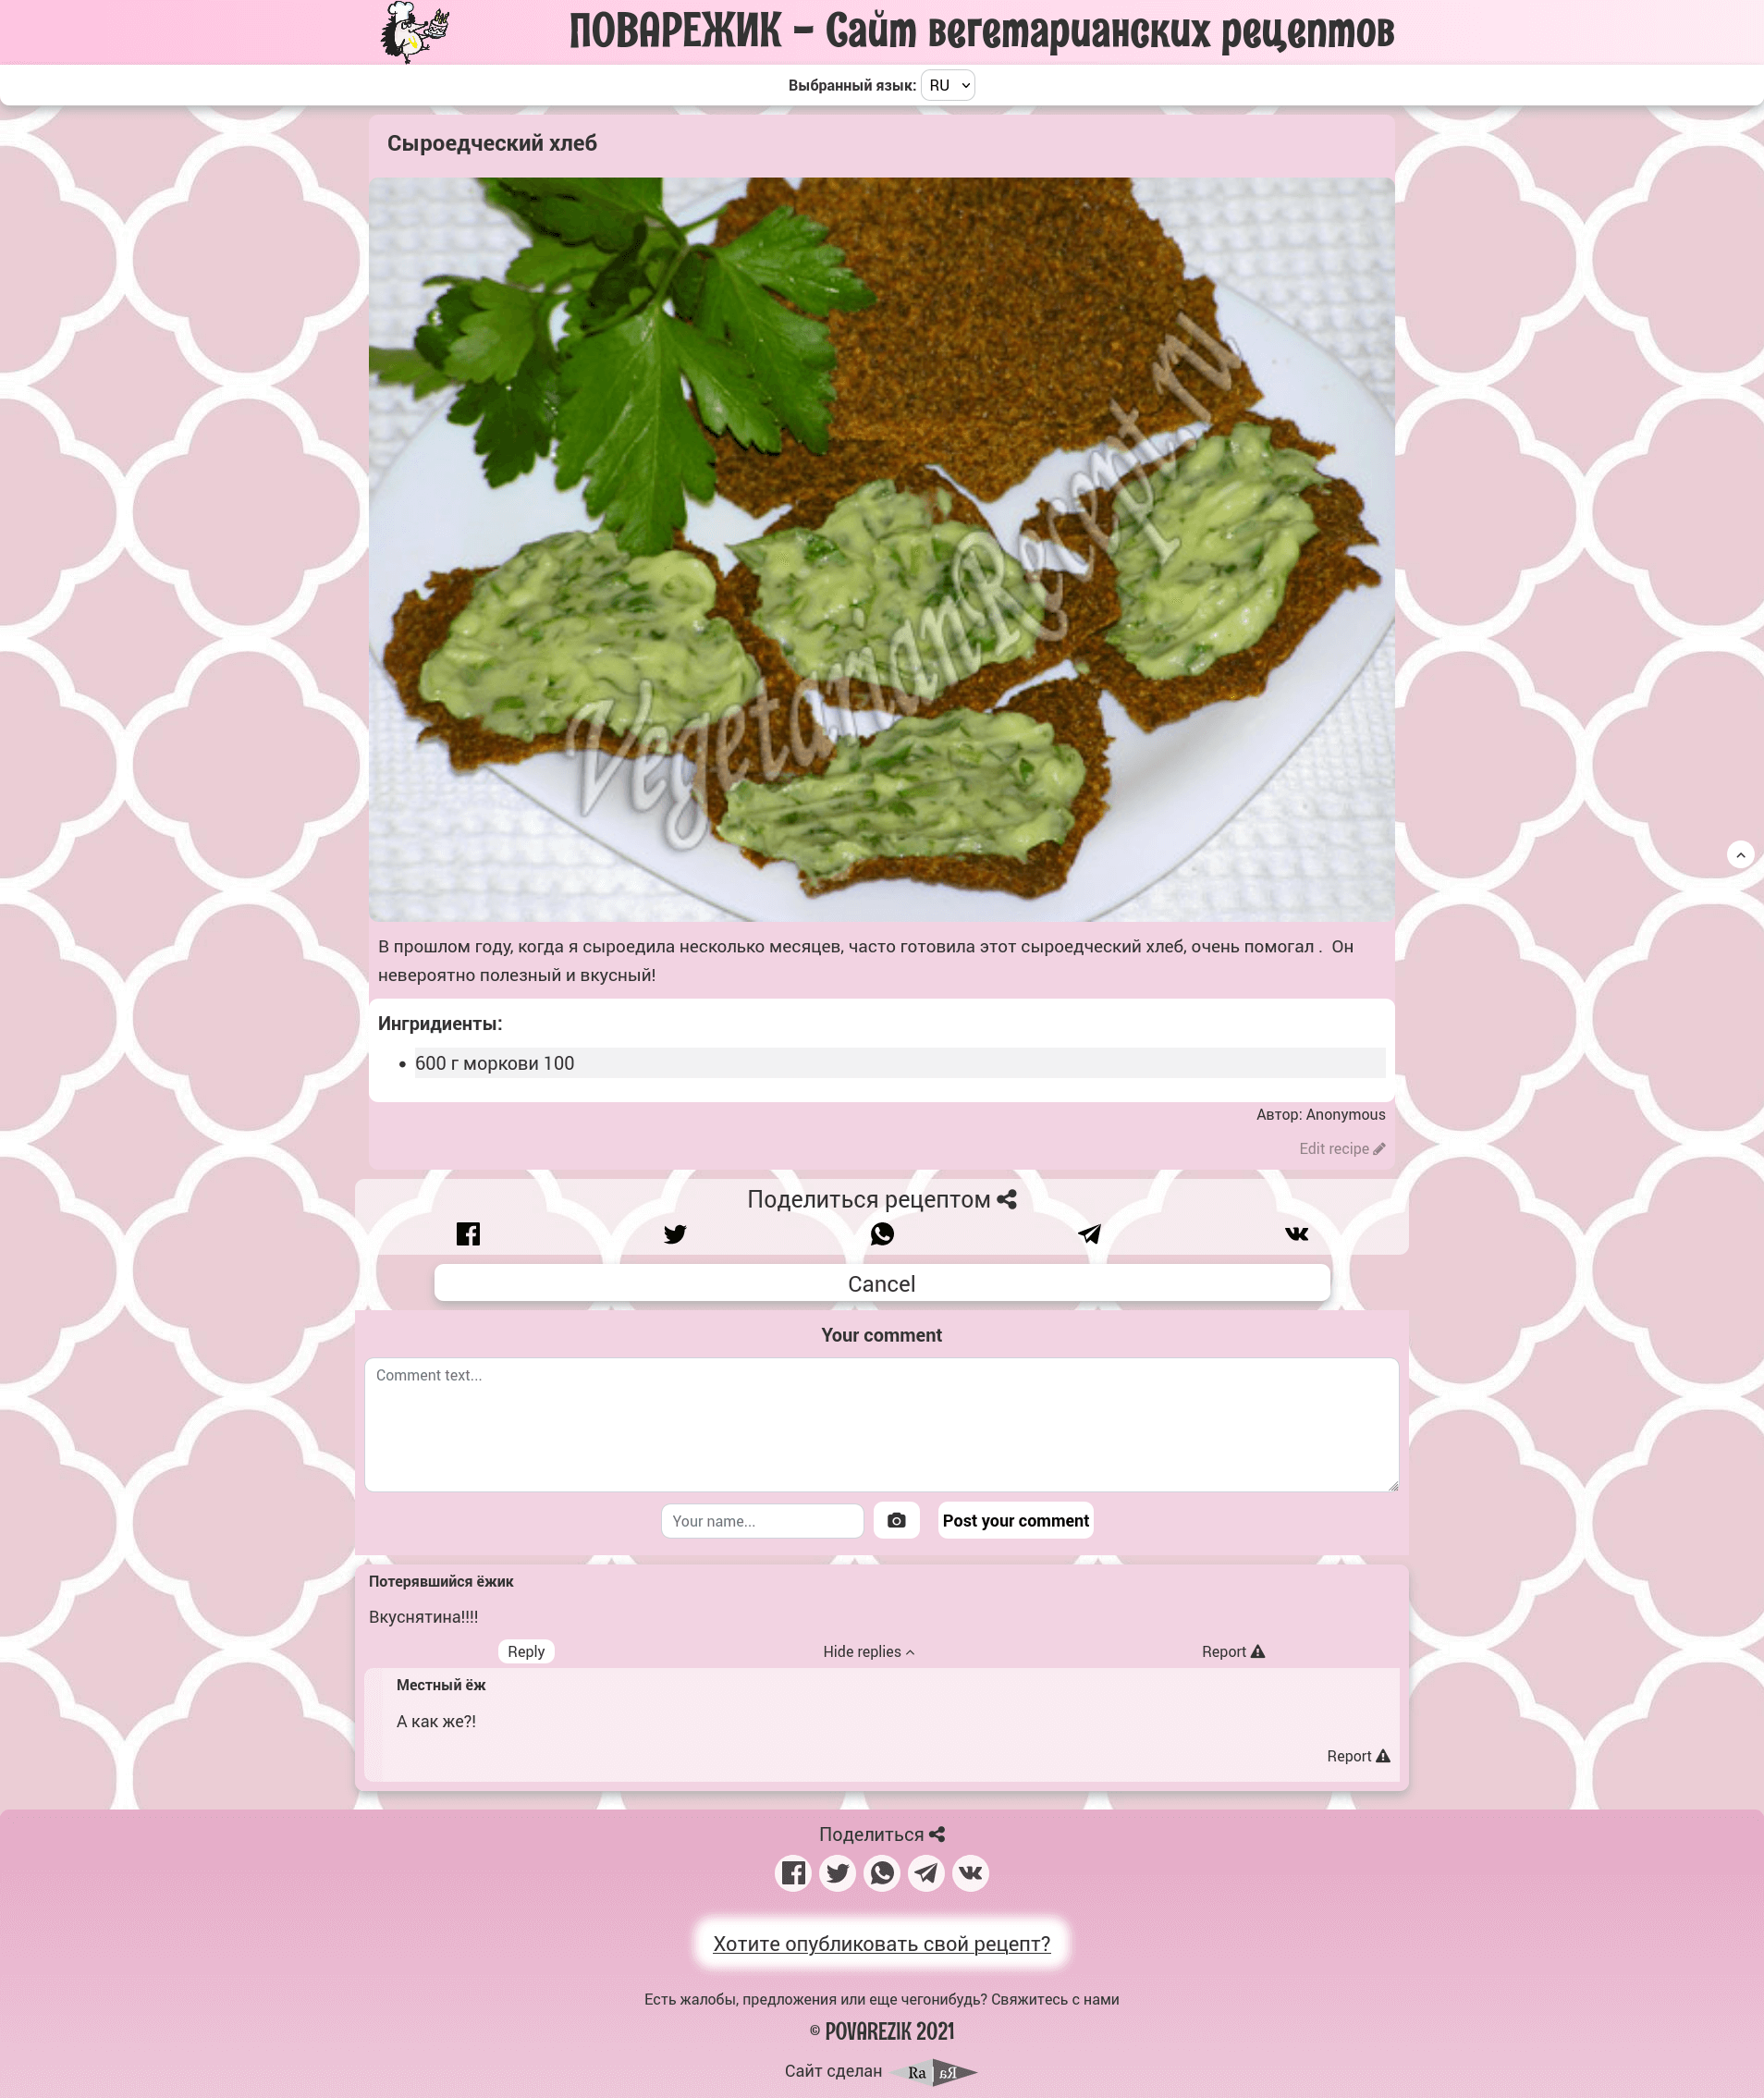 ПОВАРЕЖИК – Сайт вегетарианских рецептов
Выбранный язык: RU
Сыроедческий хлеб
VegetarianRecept.ru
В прошлом году, когда я сыроедила несколько месяцев, часто готовила этот сыроедческий хлеб, очень помогал . Он
невероятно полезный и вкусный!
Ингридиенты:
• 600 г моркови 100
Автор: Anonymous
Edit recipe
Поделиться рецептом
Cancel
Your comment
Comment text...
Your name...
Post your comment
Потерявшийся ёжик
Вкуснятина!!!!
Reply Hide replies Report
Местный ёж
А как же?!
Report
Поделиться
Хотите опубликовать свой рецепт?
Есть жалобы, предложения или еще чегонибудь? Свяжитесь с нами
© POVAREZIK 2021
Сайт сделан Ra | Ra